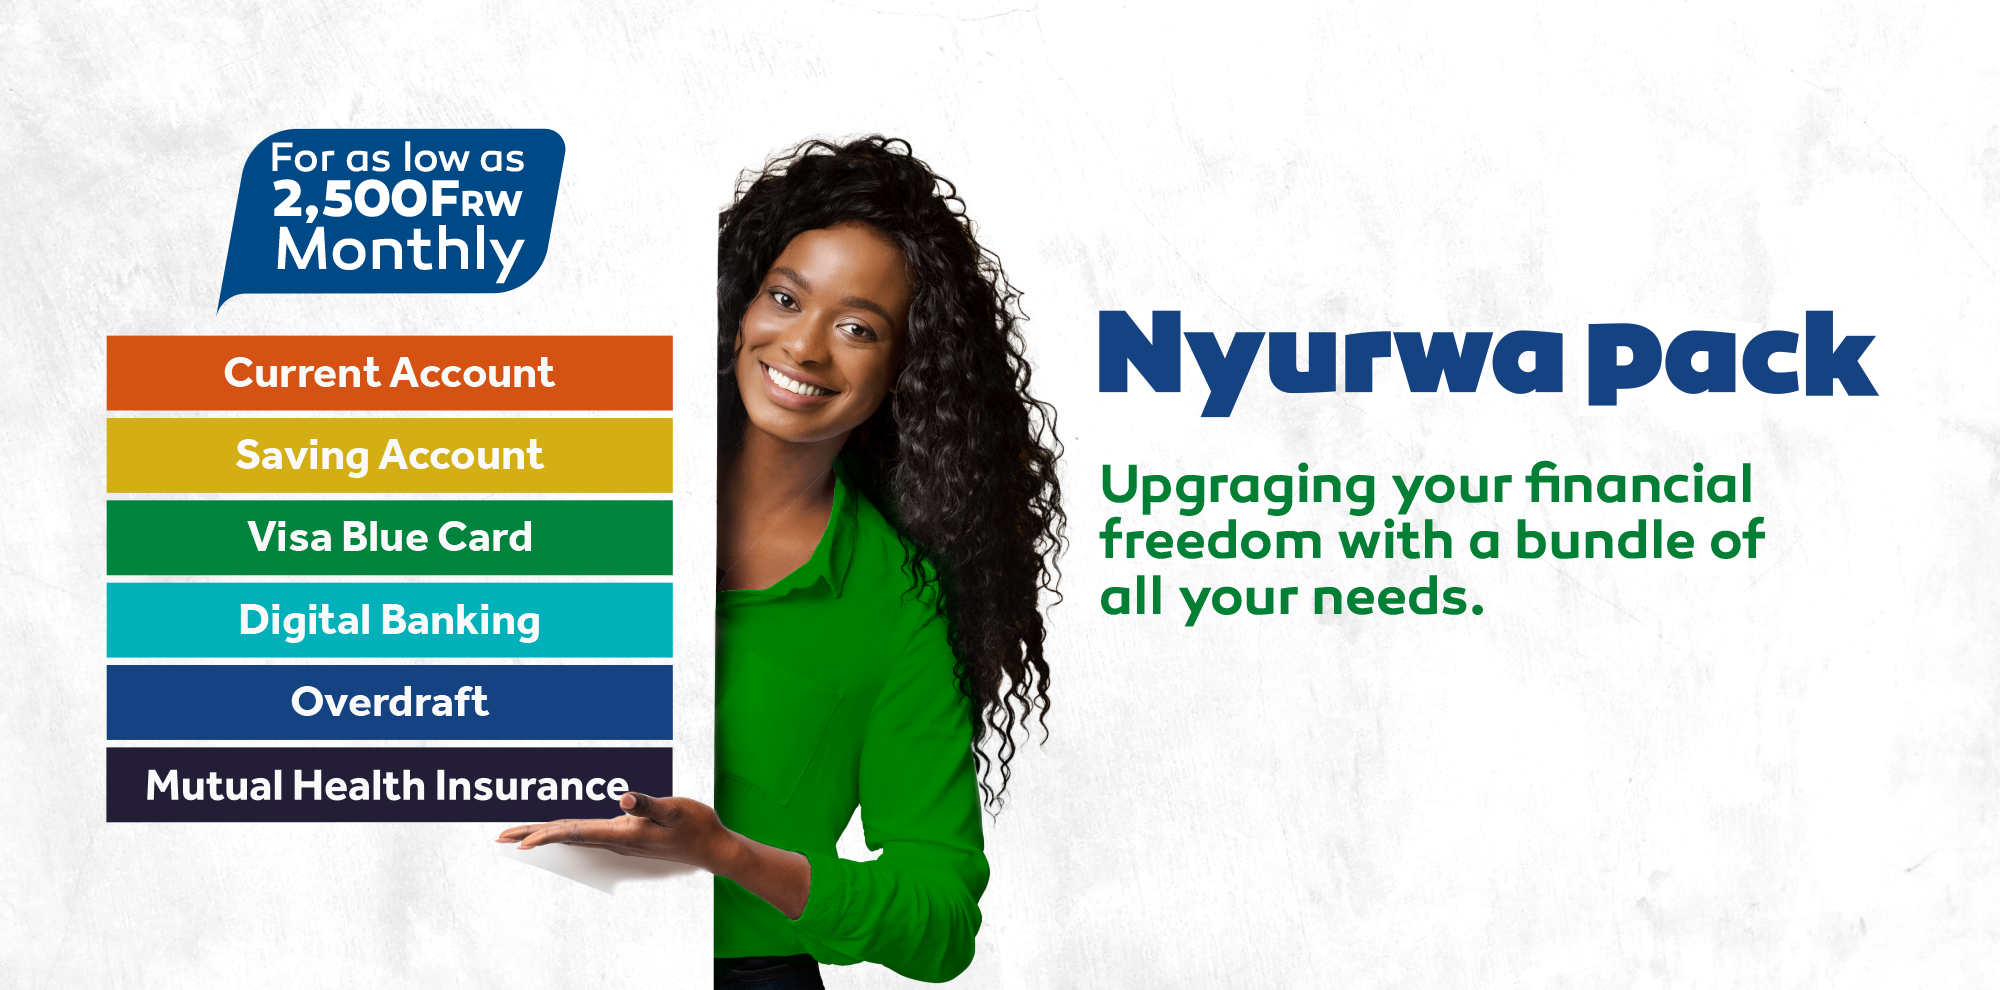 For as low as
2,500FRW
Monthly
Current Account
Saving Account
Visa Blue Card
Digital Banking
Overdraft
Mutual Health Insurance
Nyurwa pack
Upgraging your financial
freedom with a bundle of
all your needs.